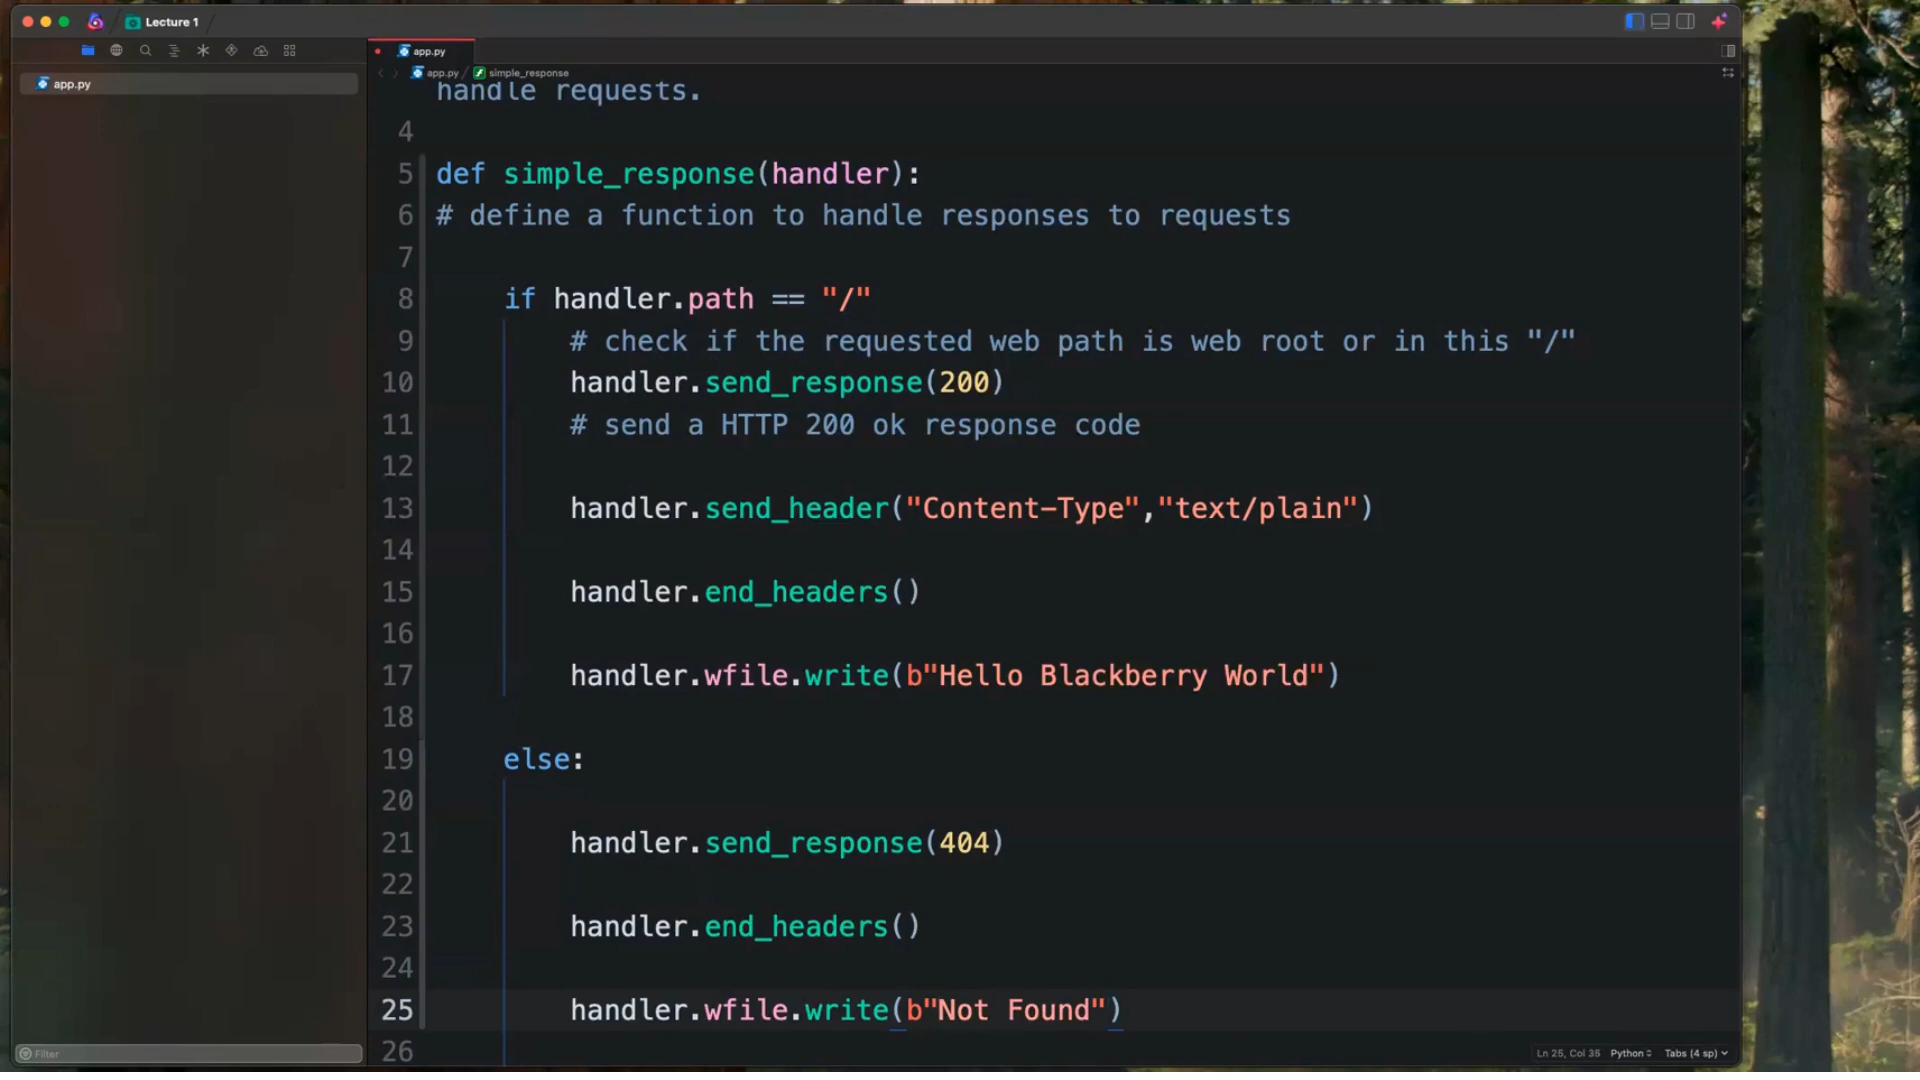 Lecture 1
app.py
app.py
app.py
simple_response
handle requests.
4
5 def simple_response(handler):
6 # define a function to handle responses to requests
7
8 if handler.path == "/"
9 # check if the requested web path is web root or in this "/"
10 handler.send_response(200)
11 # send a HTTP 200 ok response code
12
13 handler.send_header("Content-Type","text/plain")
14
15 handler.end_headers()
16
17 handler.wfile.write(b"Hello Blackberry World")
18
19 else:
20
21 handler.send_response(404)
22
23 handler.end_headers()
24
25 handler.wfile.write(b"Not Found")
26
Filter
Ln 25, Col 35 Python Tabs (4 sp)